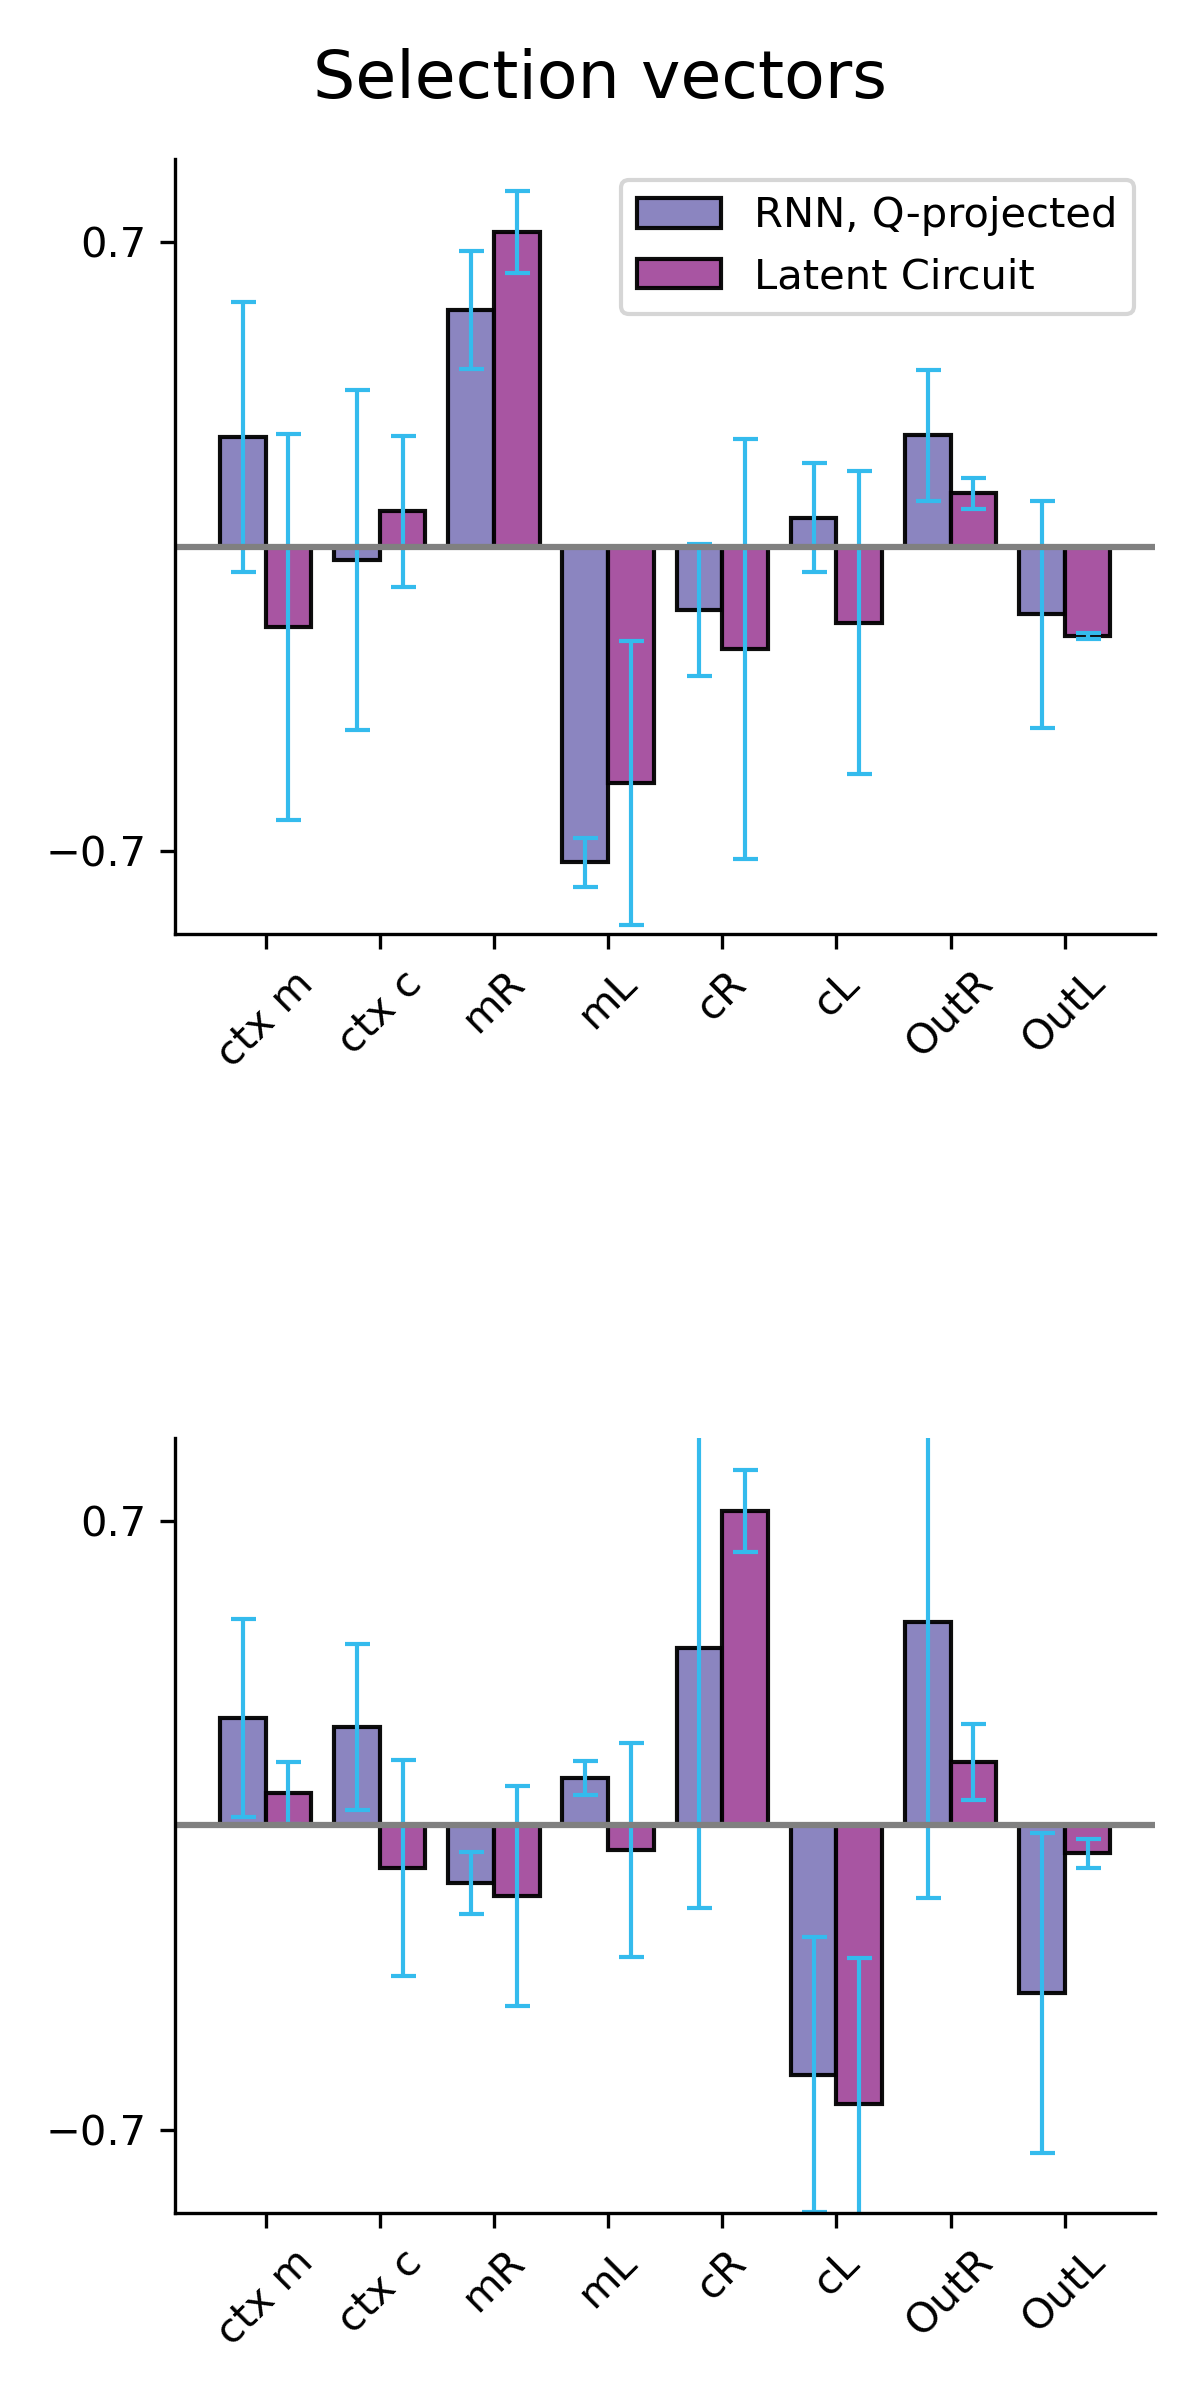 Selection vectors
RNN, Q-projected
Latent Circuit
0.7
−0.7
ctx m
ctx c
mR
mL
cR
cL
OutR
OutL
0.7
−0.7
ctx m
ctx c
mR
mL
cR
cL
OutR
OutL